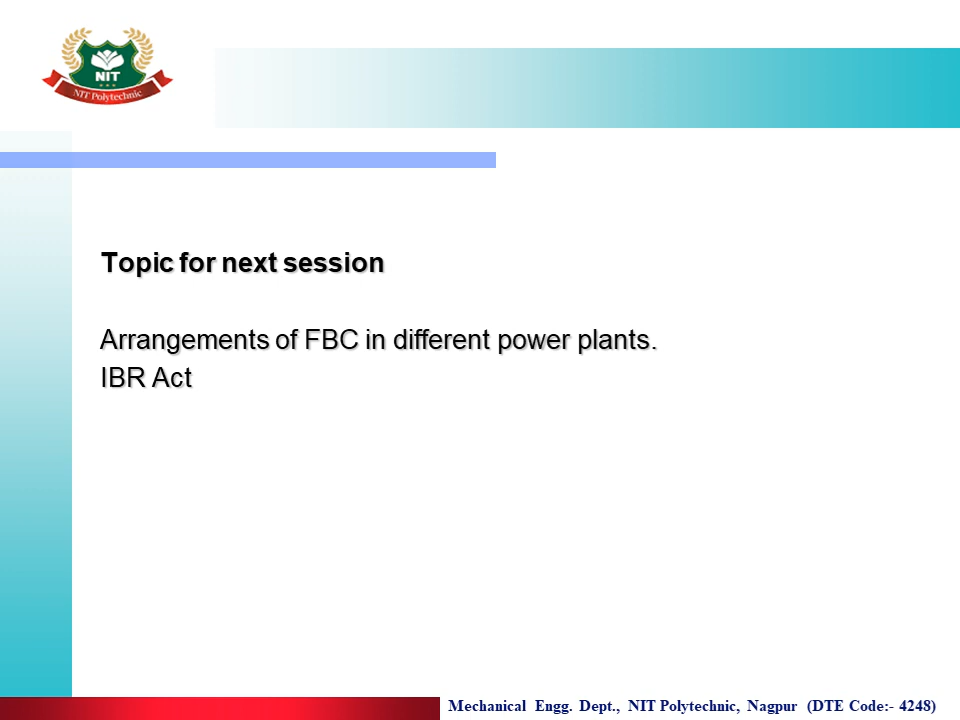 NIT
NIT Polytechnic
Topic for next session
Arrangements of FBC in different power plants.
IBR Act
Mechanical Engg. Dept., NIT Polytechnic, Nagpur (DTE Code:- 4248)